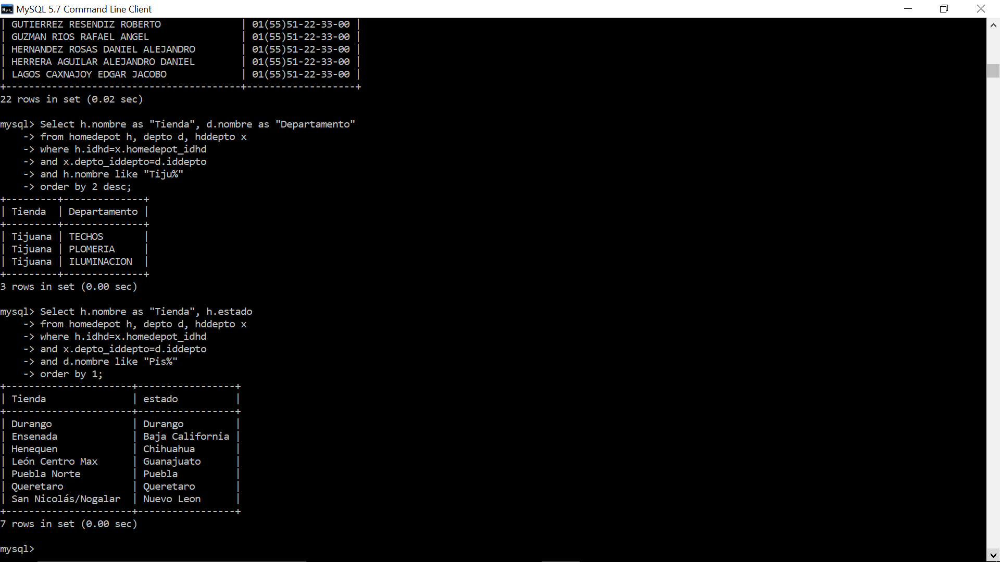 MySQL 5.7 Command Line Client
| GUTIERREZ RESENDIZ ROBERTO              | 01(55)51-22-33-00 |
| GUZMAN RIOS RAFAEL ANGEL                | 01(55)51-22-33-00 |
| HERNANDEZ ROSAS DANIEL ALEJANDRO        | 01(55)51-22-33-00 |
| HERRERA AGUILAR ALEJANDRO DANIEL        | 01(55)51-22-33-00 |
| LAGOS CAXNAJOY EDGAR JACOBO             | 01(55)51-22-33-00 |
+-----------------------------------------+-------------------+
22 rows in set (0.02 sec)
mysql> Select h.nombre as "Tienda", d.nombre as "Departamento"
    -> from homedepot h, depto d, hddepto x
    -> where h.idhd=x.homedepot_idhd
    -> and x.depto_iddepto=d.iddepto
    -> and h.nombre like "Tiju%"
    -> order by 2 desc;
+---------+--------------+
| Tienda  | Departamento |
+---------+--------------+
| Tijuana | TECHOS       |
| Tijuana | PLOMERIA     |
| Tijuana | ILUMINACION  |
+---------+--------------+
3 rows in set (0.00 sec)
mysql> Select h.nombre as "Tienda", h.estado
    -> from homedepot h, depto d, hddepto x
    -> where h.idhd=x.homedepot_idhd
    -> and x.depto_iddepto=d.iddepto
    -> and d.nombre like "Pis%"
    -> order by 1;
+----------------------+-----------------+
| Tienda               | estado          |
+----------------------+-----------------+
| Durango              | Durango         |
| Ensenada             | Baja California |
| Henequen             | Chihuahua       |
| León Centro Max      | Guanajuato      |
| Puebla Norte         | Puebla          |
| Queretaro            | Queretaro       |
| San Nicolás/Nogalar  | Nuevo Leon      |
+----------------------+-----------------+
7 rows in set (0.00 sec)
mysql>